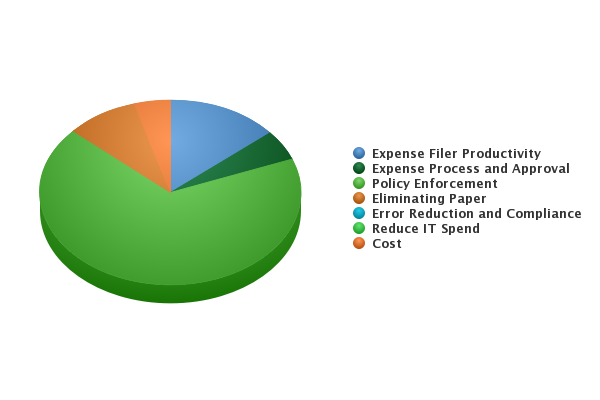 Expense Filer Productivity
Expense Process and Approval
Policy Enforcement
Eliminating Paper
Error Reduction and Compliance
Reduce IT Spend
Cost